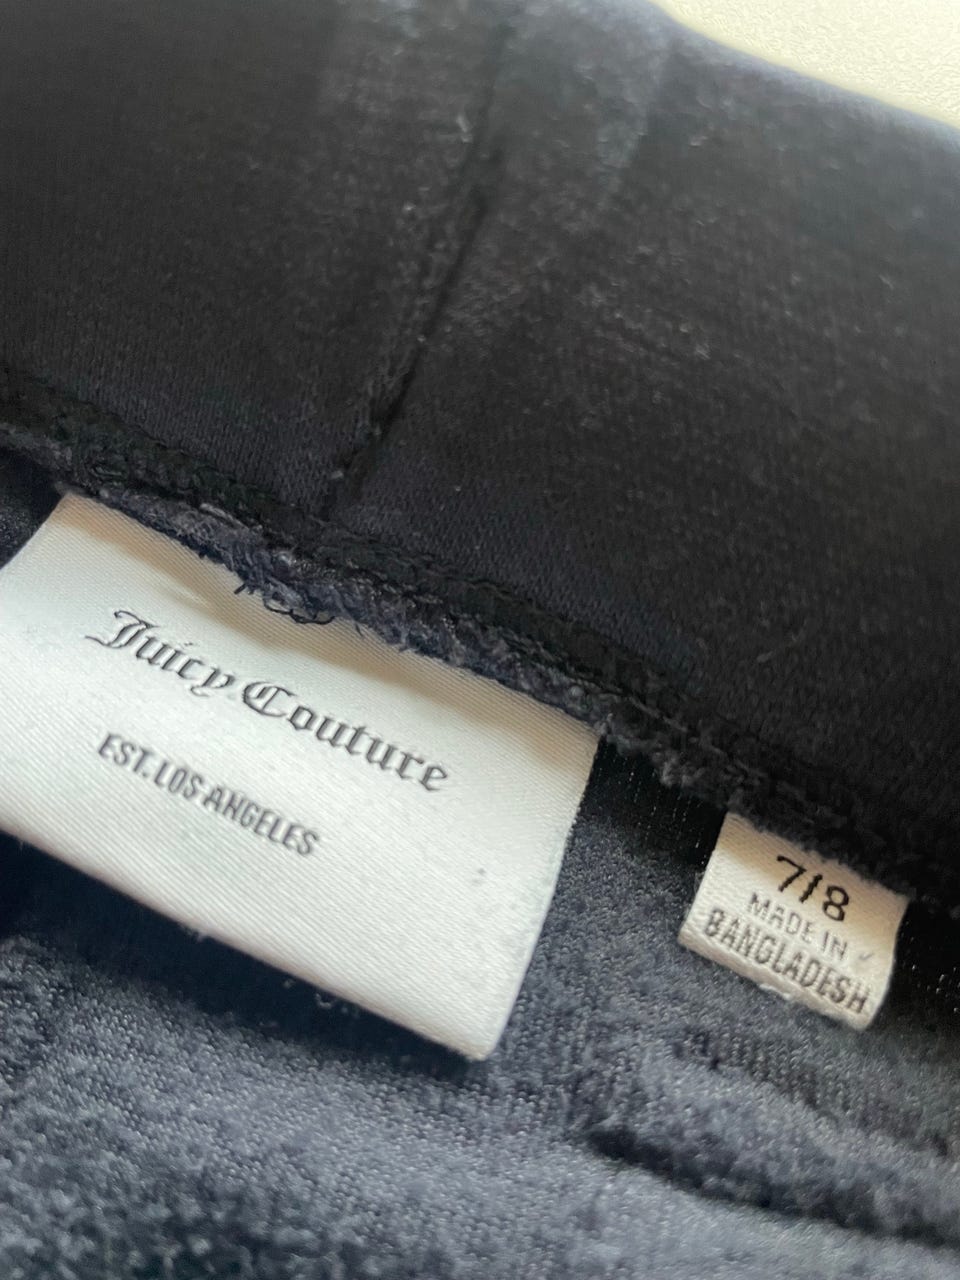 Juicy Couture
EST. LOS ANGELES
7/8
MADE IN
BANGLADESH